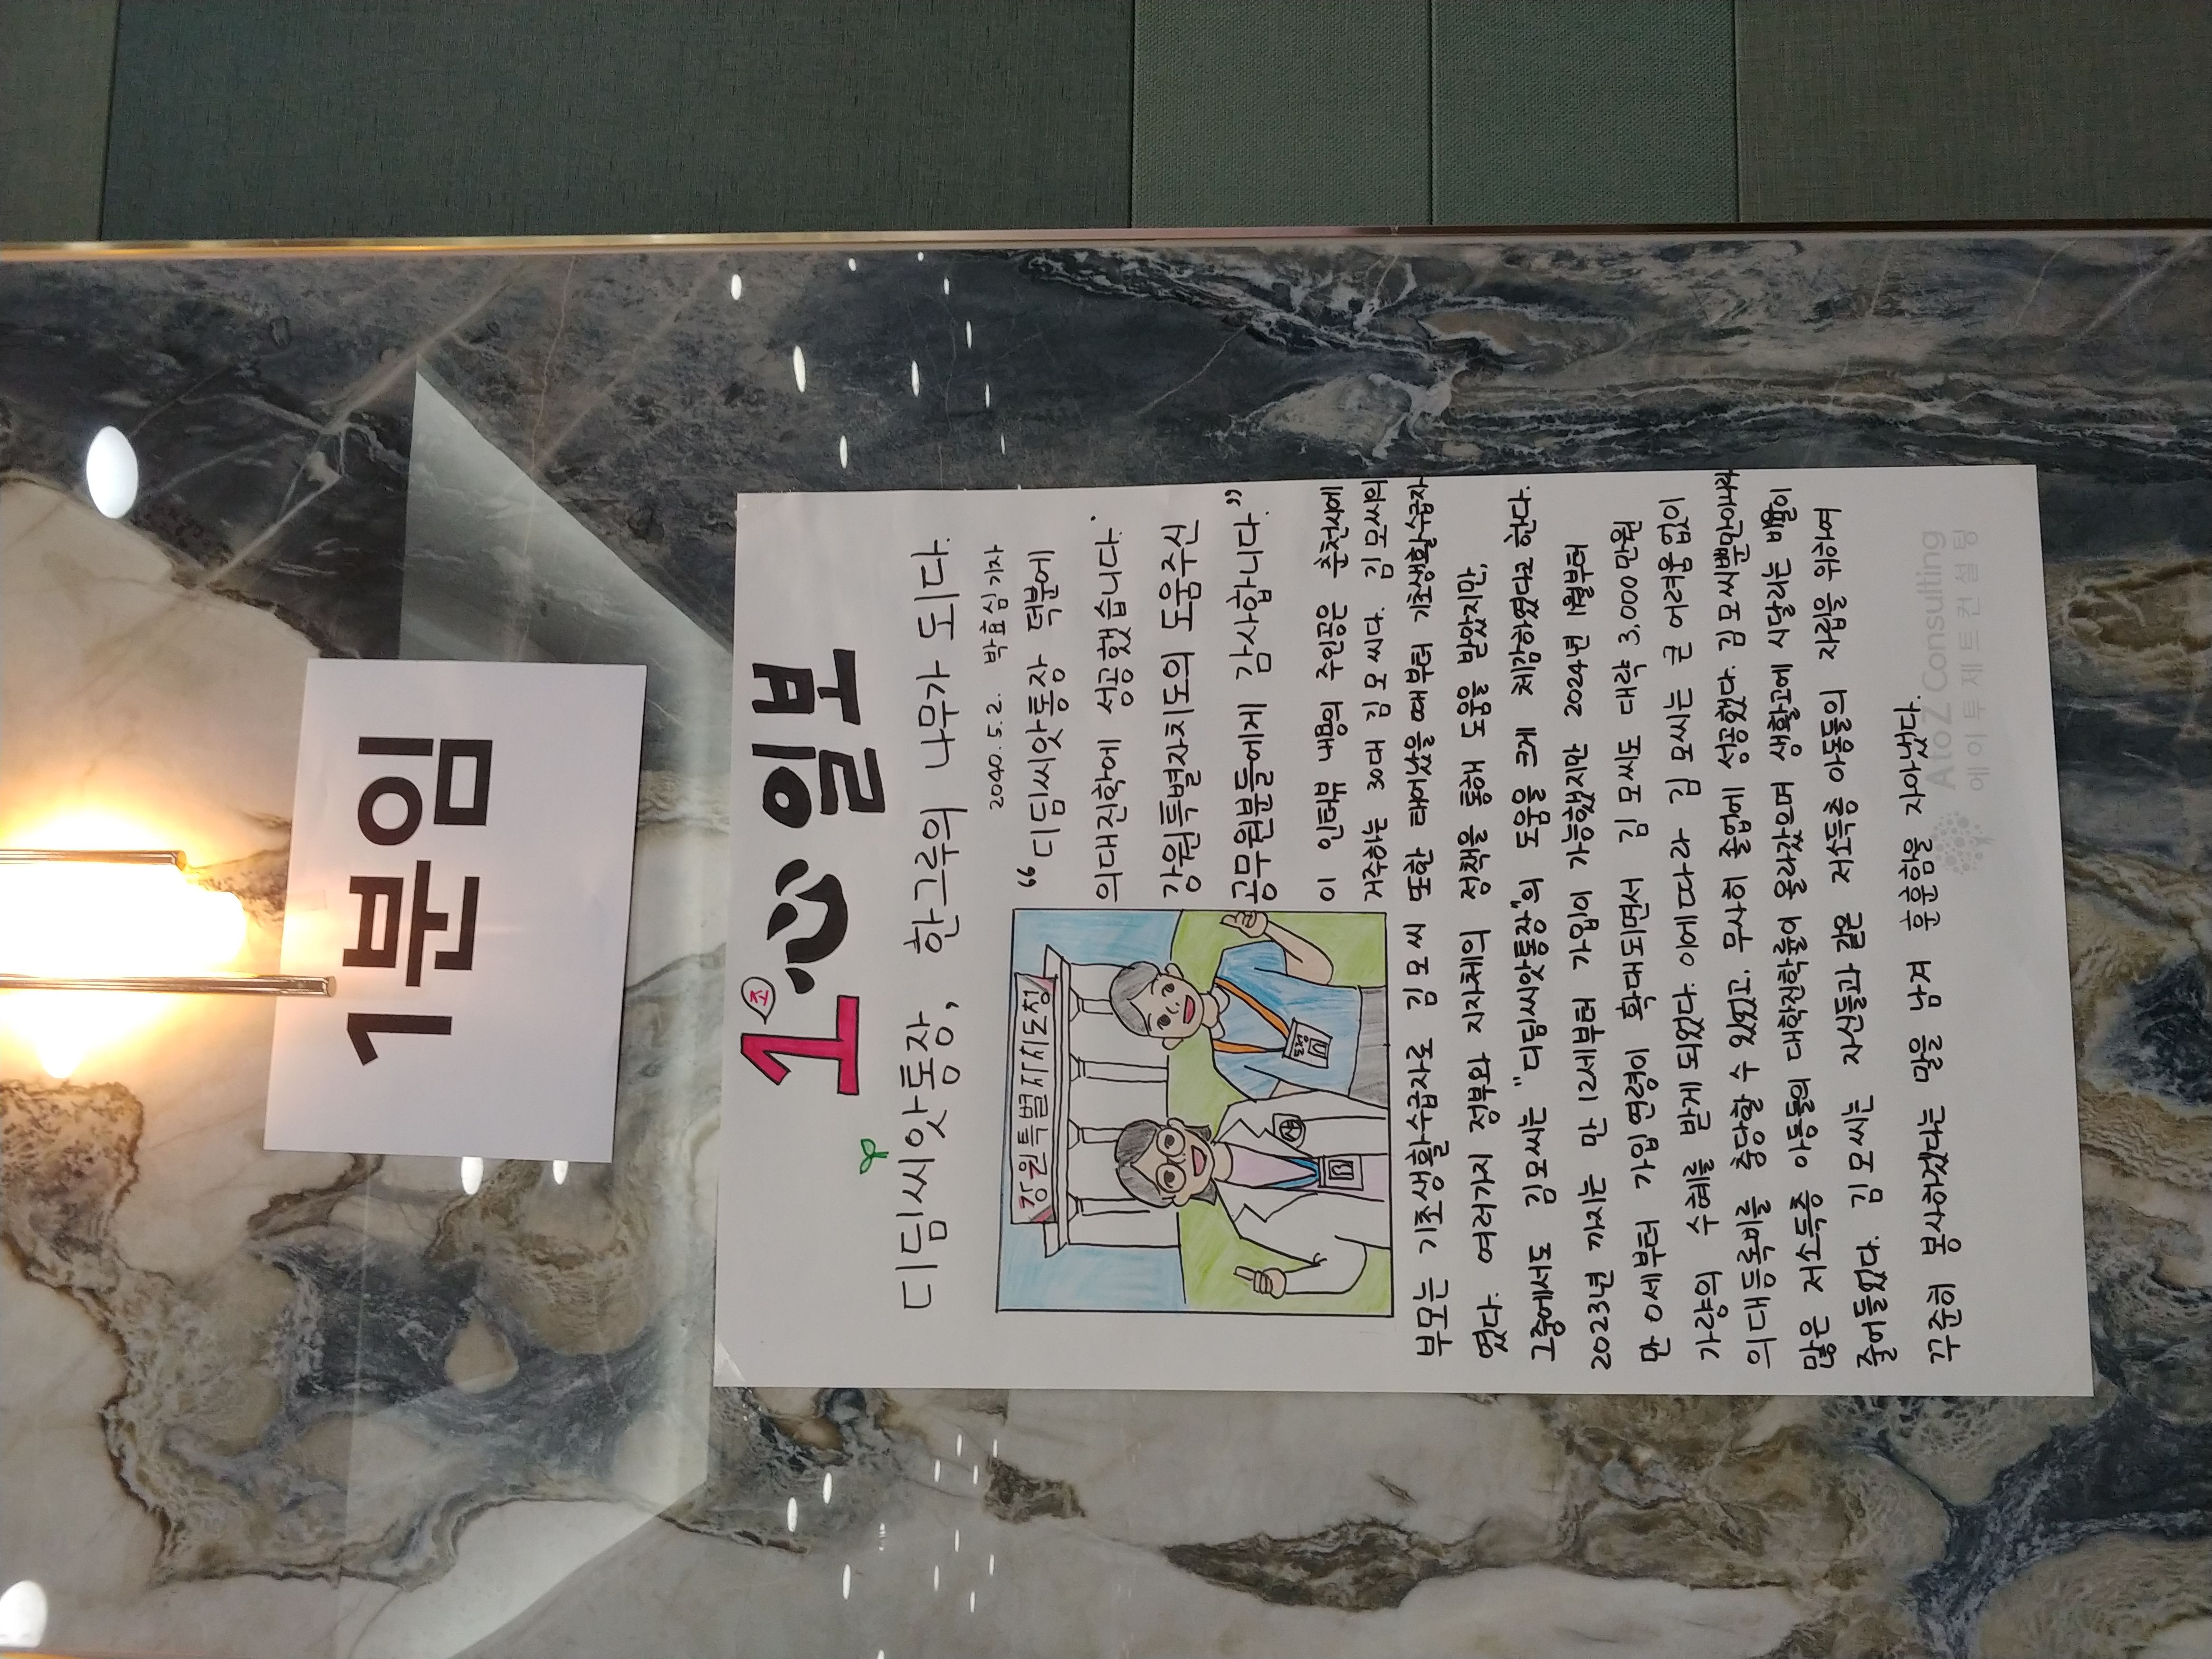 1분임
1조心일보
디딤씨앗통장, 한그루의 나무가 되다.
2040. 5. 2. 박효심 기자
강원특별자치도청
도청
"디딤씨앗통장 덕분에
의대진학에 성공했습니다.
강원특별자치도의 도움주신
공무원분들에게 감사합니다."
이 인터뷰 내용의 주인공은 춘천시에
거주하는 30대 김 모 씨다. 김 모씨의
부모는 기초생활수급자로 김 모 씨 또한 태어났을 때부터 기초생활수급자
였다. 여러가지 정부와 지자체의 정책을 통해 도움을 받았지만,
그중에서도 김모씨는 "디딤씨앗통장"의 도움을 크게 체감하였다고 한다.
2023년 까지는 만 12세부터 가입이 가능했지만 2024년 1월부터
만 0세부터 가입 연령이 확대되면서 김 모씨도 대략 3,000만원
가량의 수혜를 받게 되었다. 이에따라 김 모씨는 큰 어려움 없이
의대등록비를 충당할 수 있었고, 무사히 졸업에 성공했다. 김모씨뿐만아니라
많은 저소득층 아동들의 대학진학률이 올라갔으며 생활고에 시달리는 비율이
줄어들었다. 김 모씨는 자신들과 같은 저소득층 아동들의 자립을 위하여
꾸준히 봉사하겠다는 말을 남겨 훈훈함을 자아냈다.
AtoZ Consulting
에이투제트컨설팅